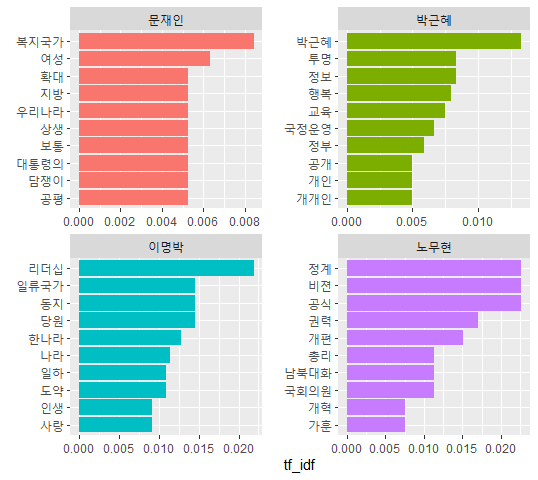 문재인
복지국가
여성
확대
지방
우리나라
상생
보통
대통령의
담쟁이
공평
0.000 0.002 0.004 0.006 0.008
박근혜
박근혜
투명
정보
행복
교육
국정운영
정부
공개
개인
개개인
0.000 0.005 0.010
이명박
리더십
일류국가
동지
당원
한나라
나라
일하
도약
인생
사랑
0.000 0.005 0.010 0.015 0.020
노무현
정계
비전
공식
권력
개편
총리
남북대화
국회의원
개혁
가훈
0.000 0.005 0.010 0.015 0.020
tf_idf